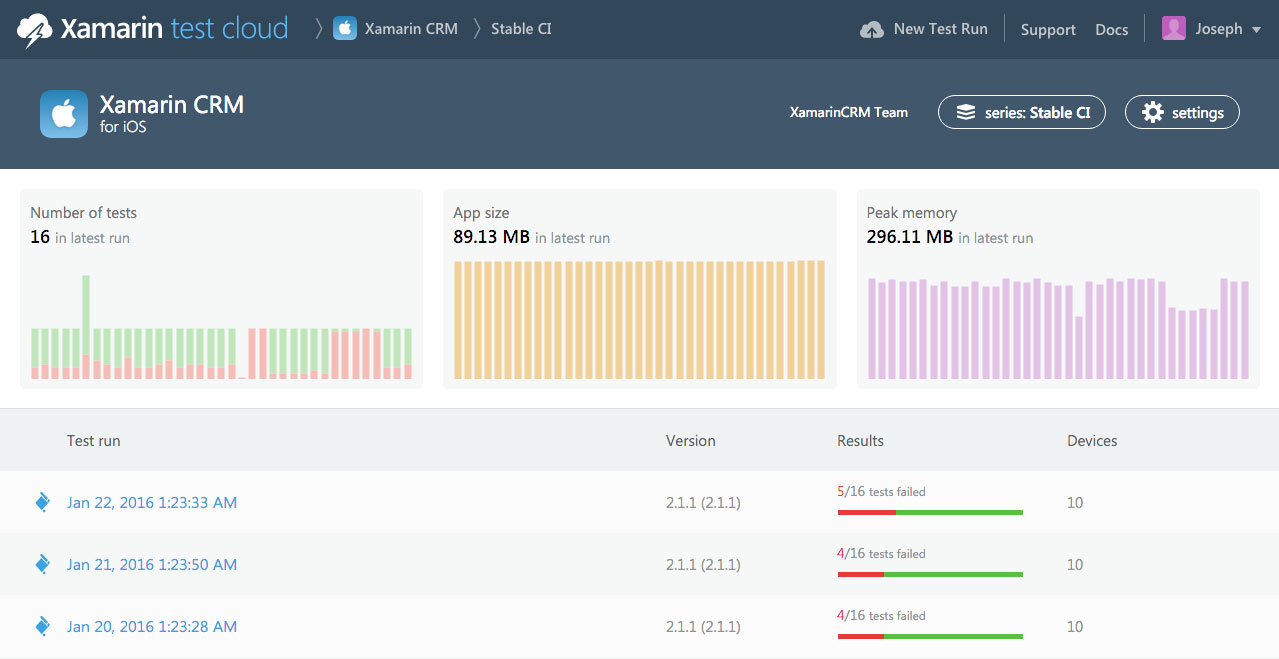 Xamarin test cloud
Xamarin CRM
Stable CI
New Test Run
Support
Docs
Joseph
Xamarin CRM
for iOS
XamarinCRM Team
series: Stable CI
settings
Number of tests
16 in latest run
App size
89.13 MB in latest run
Peak memory
296.11 MB in latest run
Test run Version Results Devices
Jan 22, 2016 1:23:33 AM 2.1.1 (2.1.1) 5/16 tests failed 10
Jan 21, 2016 1:23:50 AM 2.1.1 (2.1.1) 4/16 tests failed 10
Jan 20, 2016 1:23:28 AM 2.1.1 (2.1.1) 4/16 tests failed 10